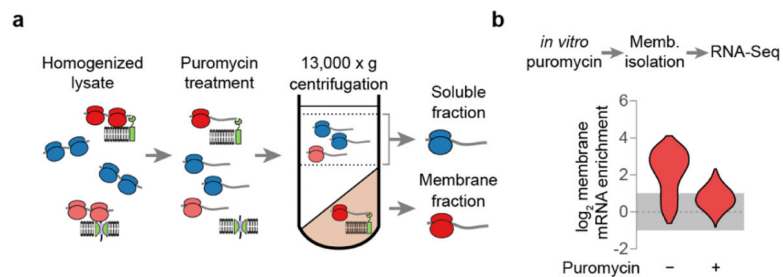 a
Homogenized
lysate
Puromycin
treatment
13,000 x g
centrifugation
Soluble
fraction
Membrane
fraction
b
in vitro
puromycin
Memb.
isolation
RNA-Seq
log2 membrane
mRNA enrichment
6
4
2
0
-2
Puromycin
−
+